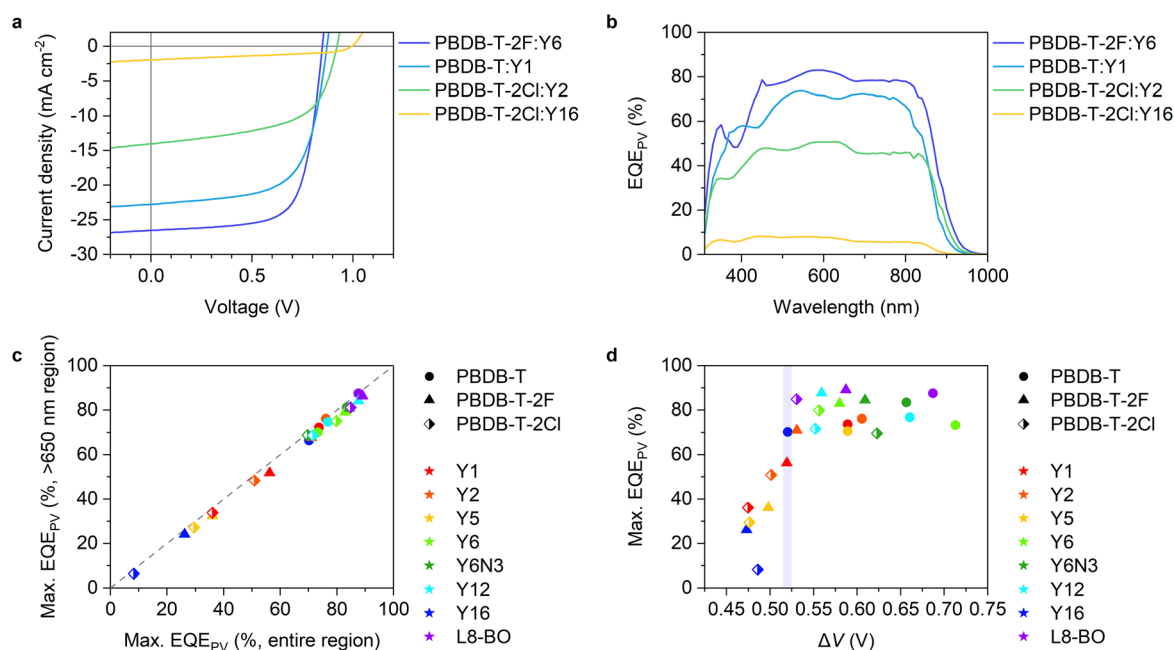 a
0
-5
-10
-15
-20
-25
-30
0.0 0.5 1.0
Current density (mA cm⁻²)
Voltage (V)
PBDB-T-2F:Y6
PBDB-T:Y1
PBDB-T-2Cl:Y2
PBDB-T-2Cl:Y16
b
100
80
60
40
20
0
400 600 800 1000
EQE_PV (%)
Wavelength (nm)
PBDB-T-2F:Y6
PBDB-T:Y1
PBDB-T-2Cl:Y2
PBDB-T-2Cl:Y16
c
100
80
60
40
20
0
0 20 40 60 80 100
Max. EQE_PV (%, >650 nm region)
Max. EQE_PV (%, entire region)
PBDB-T
PBDB-T-2F
PBDB-T-2Cl
Y1
Y2
Y5
Y6
Y6N3
Y12
Y16
L8-BO
d
100
80
60
40
20
0
0.45 0.50 0.55 0.60 0.65 0.70 0.75
Max. EQE_PV (%)
ΔV (V)
PBDB-T
PBDB-T-2F
PBDB-T-2Cl
Y1
Y2
Y5
Y6
Y6N3
Y12
Y16
L8-BO